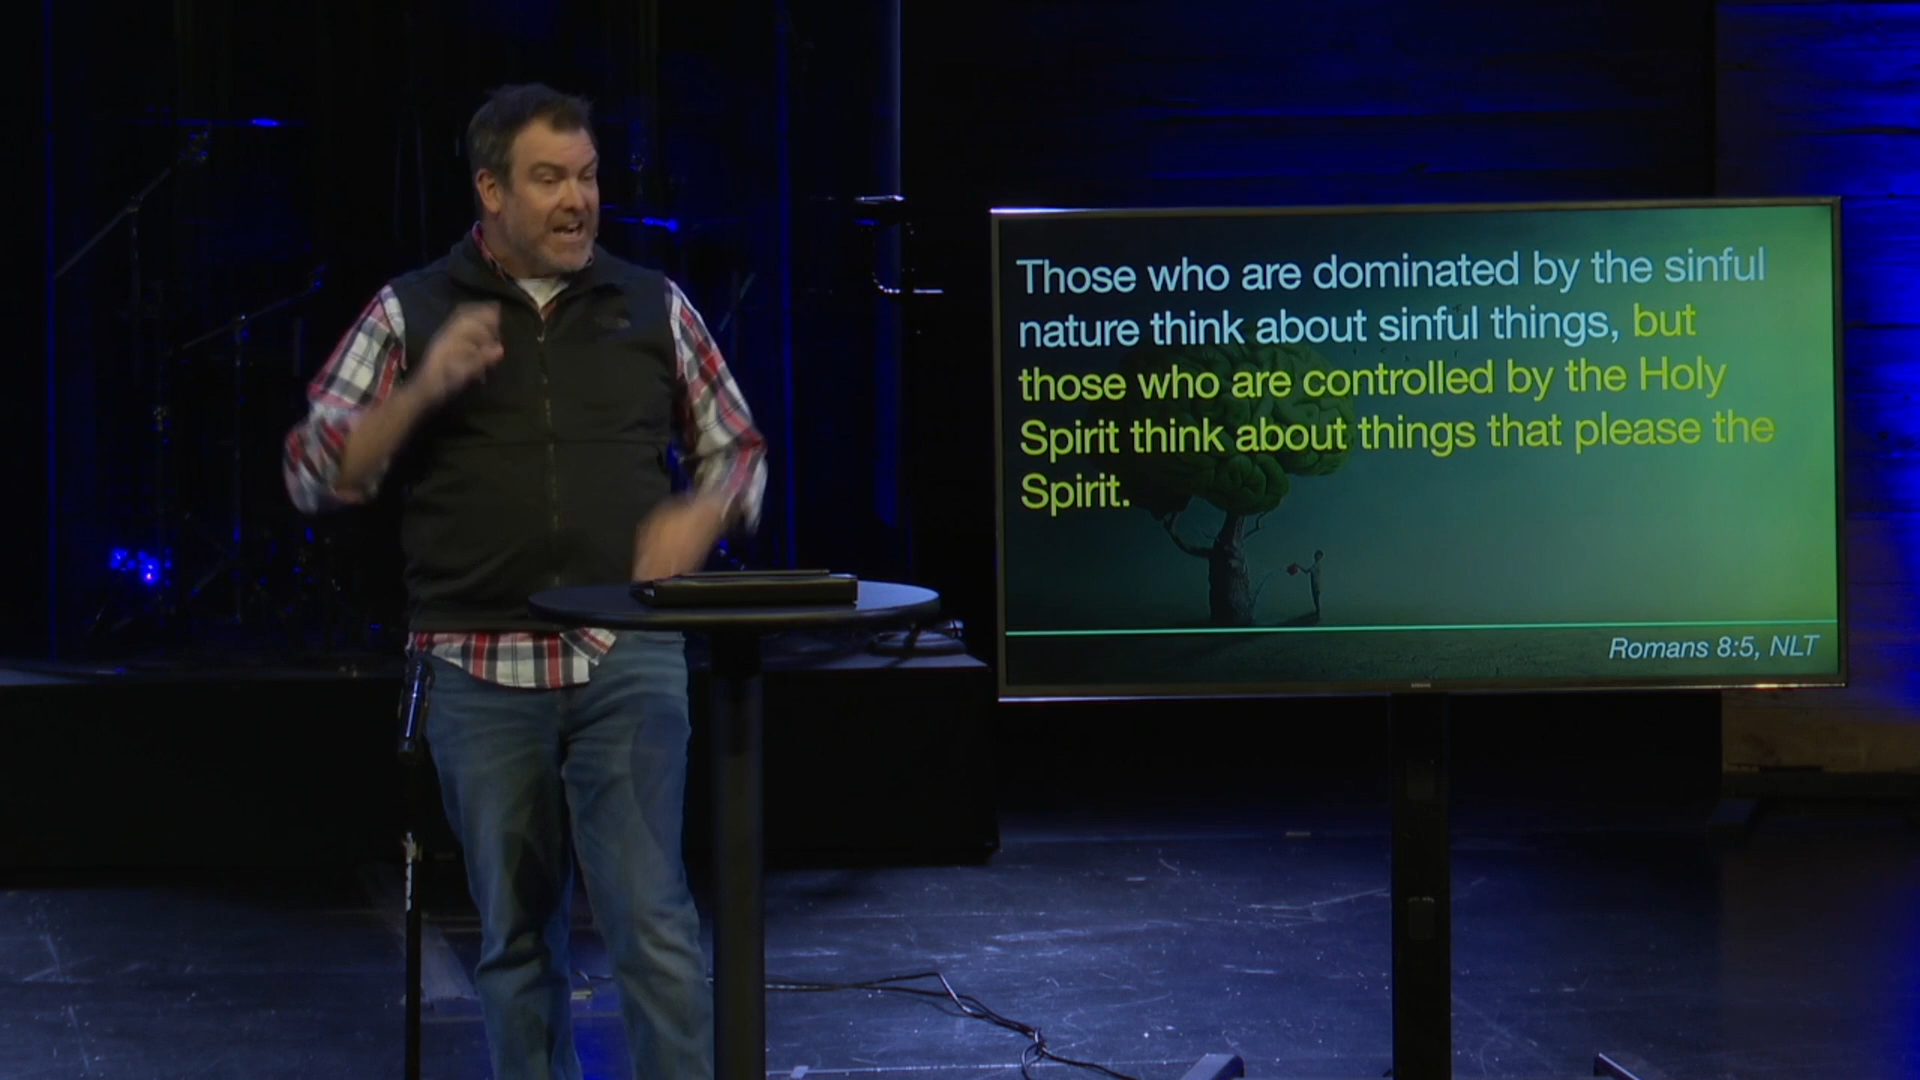 Those who are dominated by the sinful
nature think about sinful things, but
those who are controlled by the Holy
Spirit think about things that please the
Spirit.
Romans 8:5, NLT